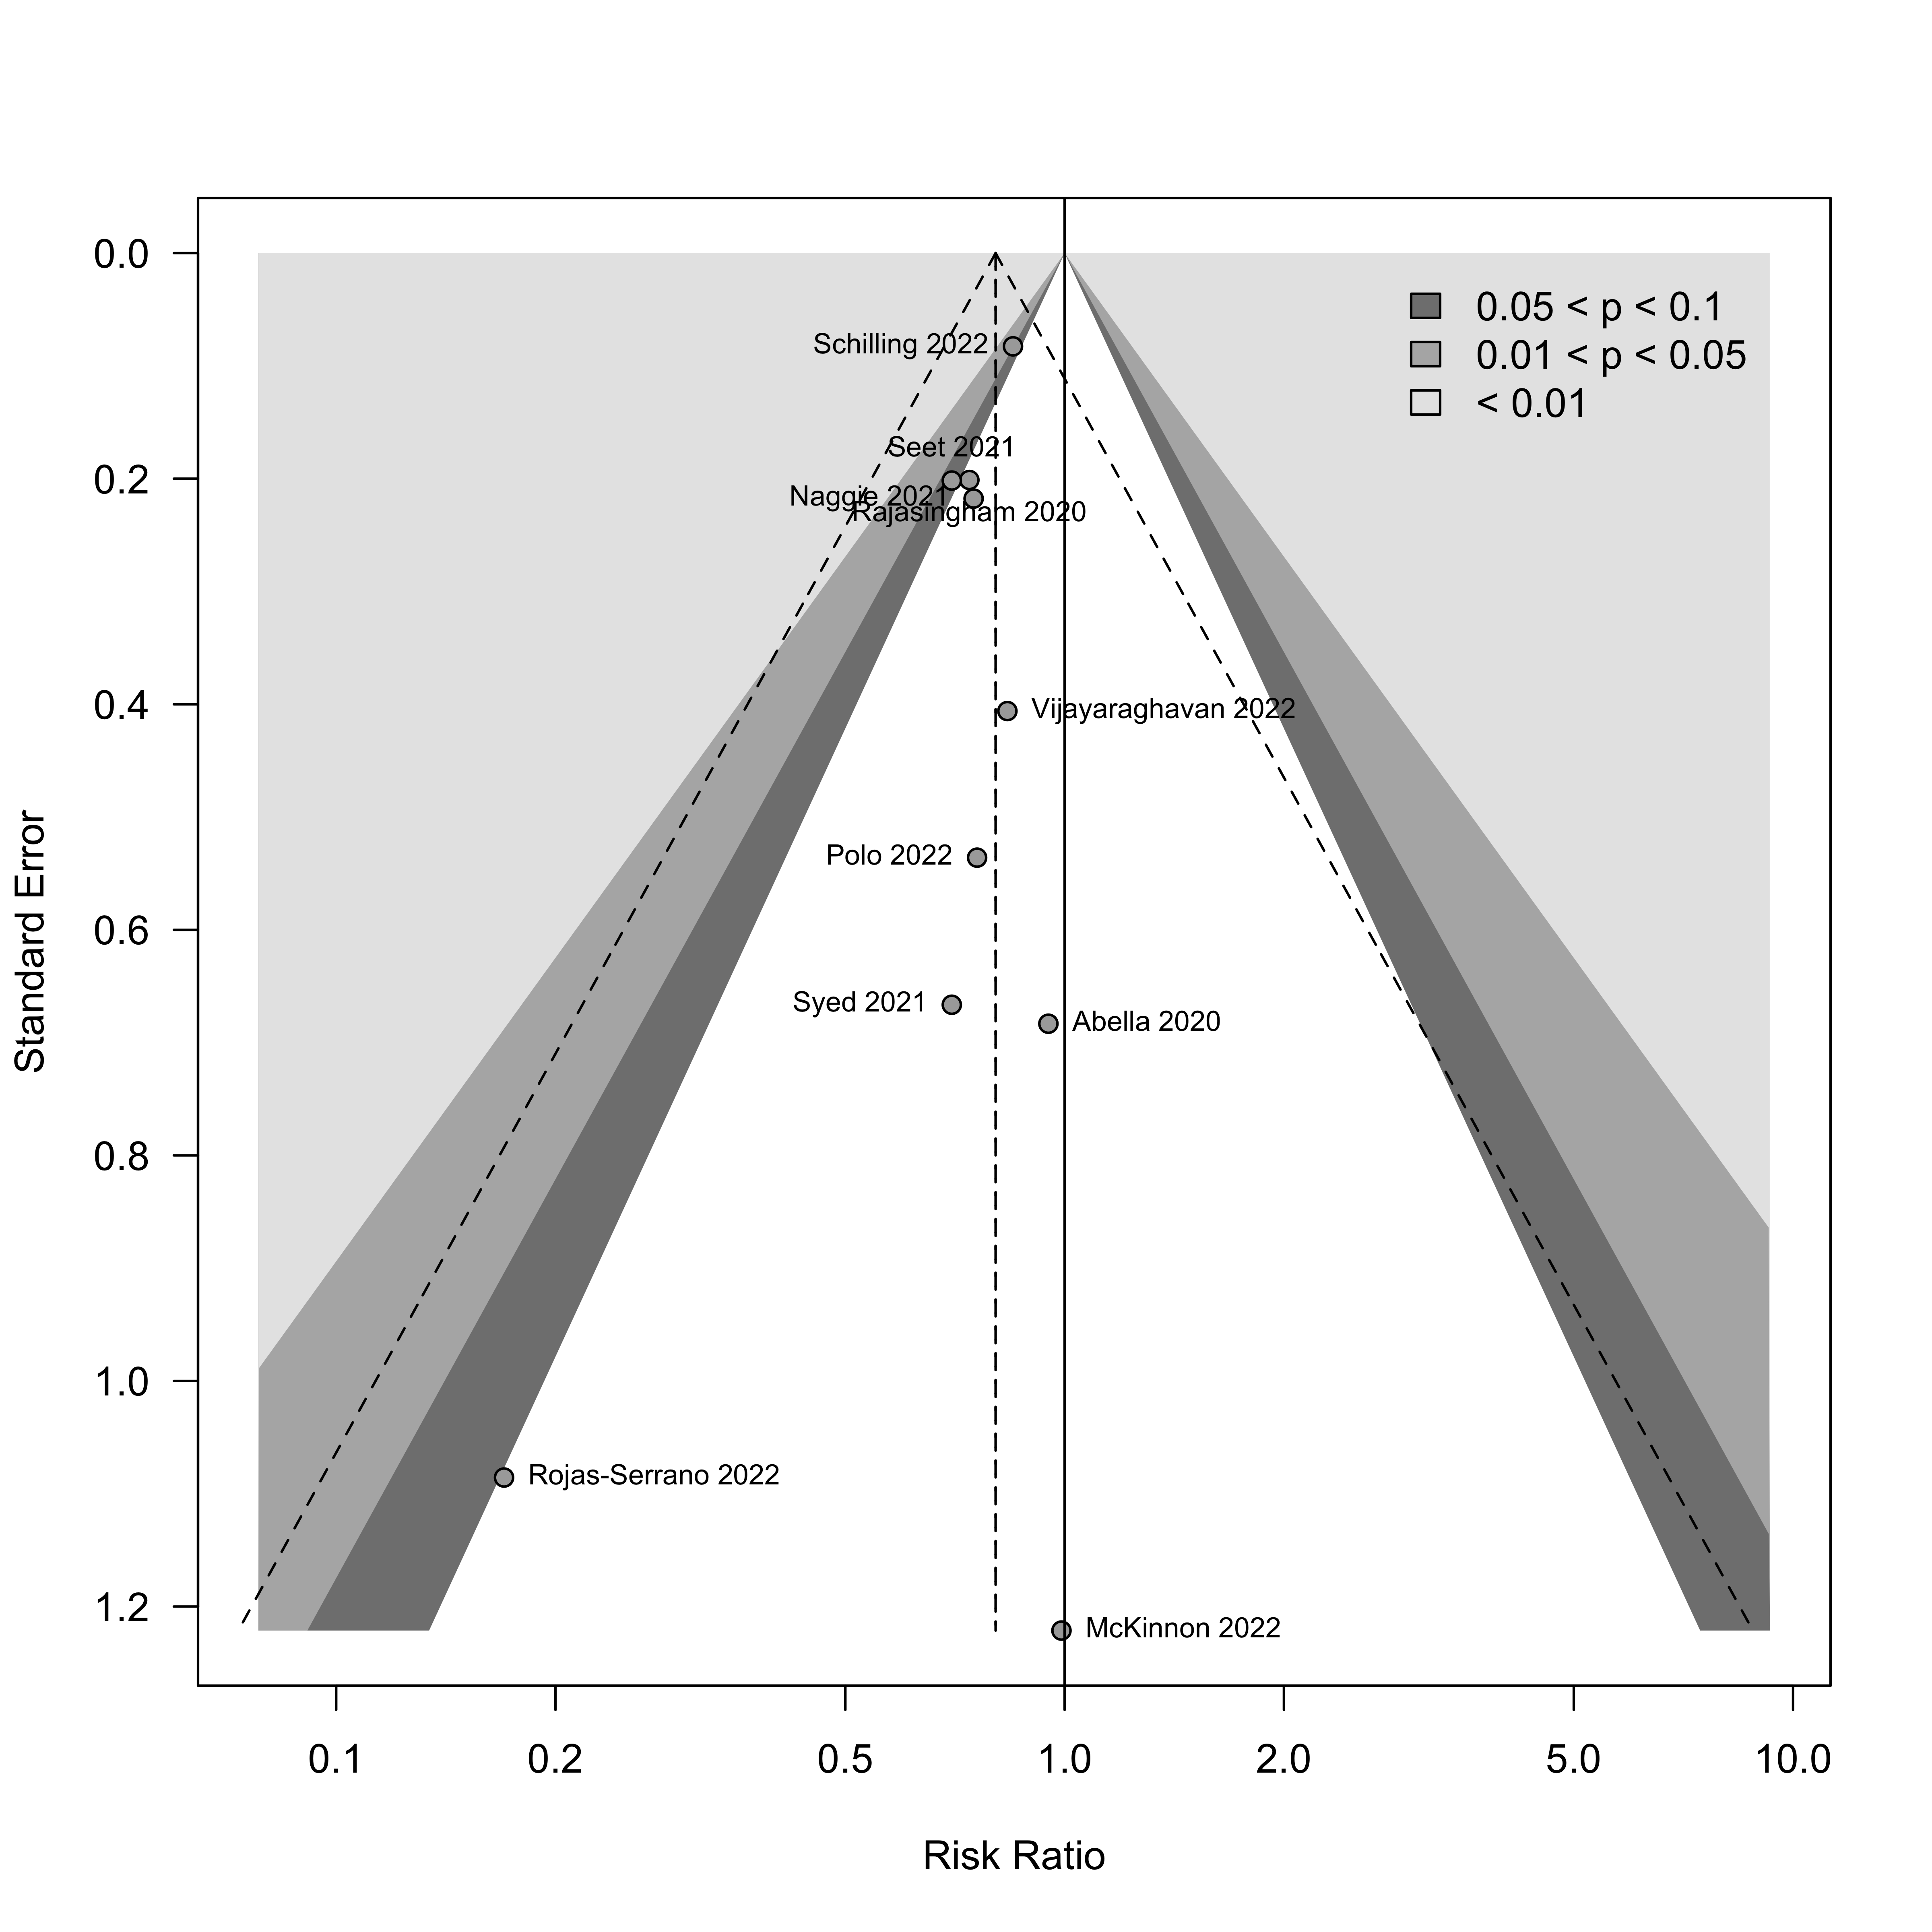 0.05 < p < 0.1
0.01 < p < 0.05
< 0.01
Schilling 2022
Seet 2021
Naggie 2021
Rajasingham 2020
Vijayaraghavan 2022
Polo 2022
Syed 2021
Abella 2020
Rojas-Serrano 2022
McKinnon 2022
Standard Error
0.0
0.2
0.4
0.6
0.8
1.0
1.2
0.1 0.2 0.5 1.0 2.0 5.0 10.0
Risk Ratio